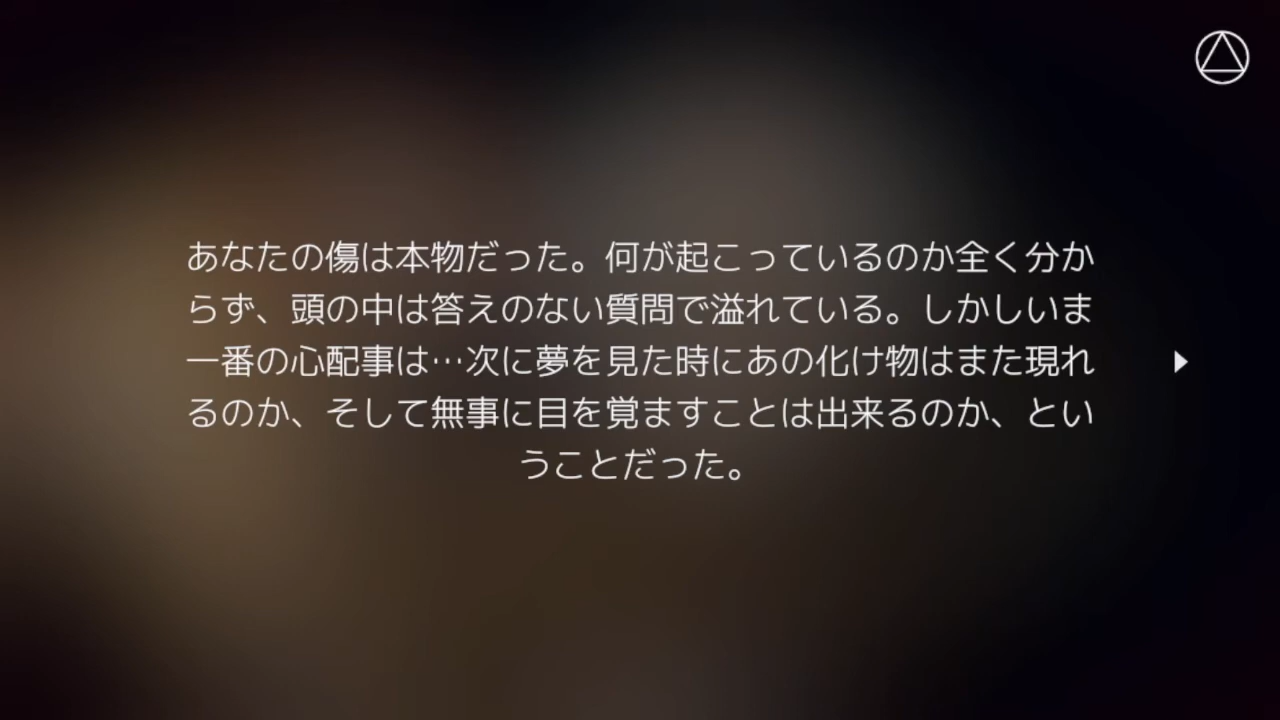 あなたの傷は本物だった。何が起こっているのか全く分か
らず、頭の中は答えのない質問で溢れている。しかしいま
一番の心配事は…次に夢を見た時にあの化け物はまた現れ
るのか、そして無事に目を覚ますことは出来るのか、とい
うことだった。